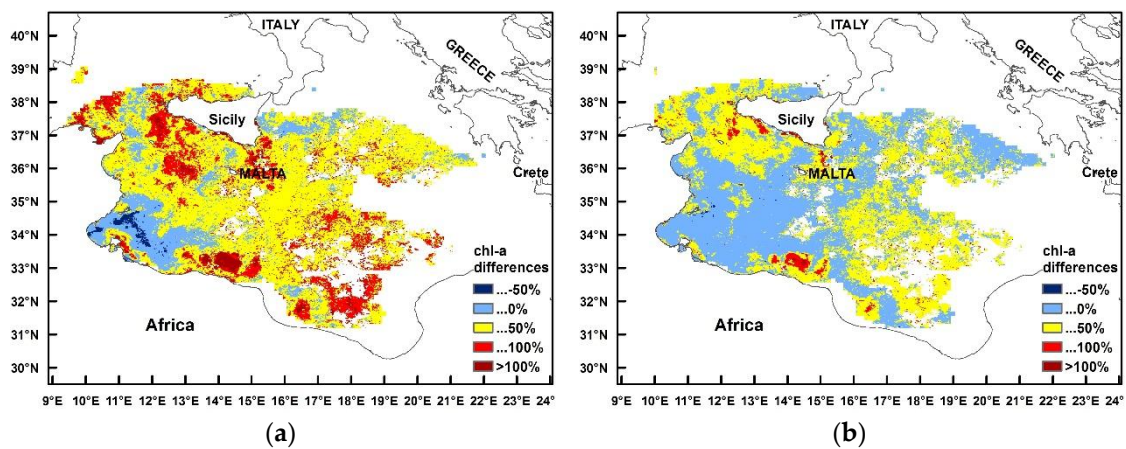 ITALY
GREECE
Sicily
MALTA
Crete
Africa
chl-a
differences
...-50%
...0%
...50%
...100%
>100%
40°N
39°N
38°N
37°N
36°N
35°N
34°N
33°N
32°N
31°N
30°N
9°E 10°E 11°E 12°E 13°E 14°E 15°E 16°E 17°E 18°E 19°E 20°E 21°E 22°E 23°E 24°
(a)
ITALY
GREECE
Sicily
MALTA
Crete
Africa
chl-a
differences
...-50%
...0%
...50%
...100%
>100%
40°N
39°N
38°N
37°N
36°N
35°N
34°N
33°N
32°N
31°N
30°N
9°E 10°E 11°E 12°E 13°E 14°E 15°E 16°E 17°E 18°E 19°E 20°E 21°E 22°E 23°E 24°E
(b)